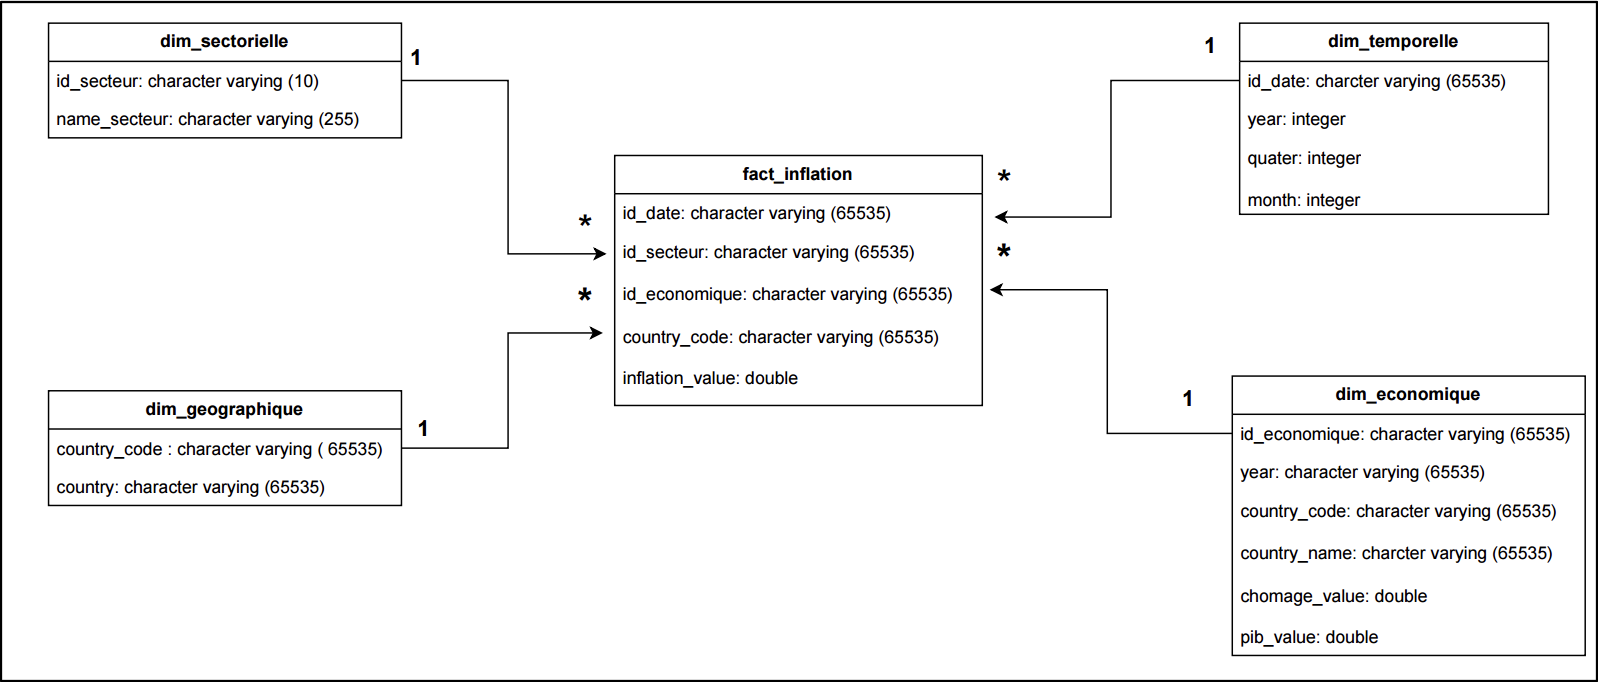 dim_sectorielle
id_secteur: character varying (10)
name_secteur: character varying (255)
1
dim_temporelle
id_date: charcter varying (65535)
year: integer
quater: integer
month: integer
1
fact_inflation
id_date: character varying (65535)
id_secteur: character varying (65535)
id_economique: character varying (65535)
country_code: character varying (65535)
inflation_value: double
*
*
*
*
dim_geographique
country_code : character varying ( 65535)
country: character varying (65535)
1
dim_economique
id_economique: character varying (65535)
year: character varying (65535)
country_code: character varying (65535)
country_name: charcter varying (65535)
chomage_value: double
pib_value: double
1